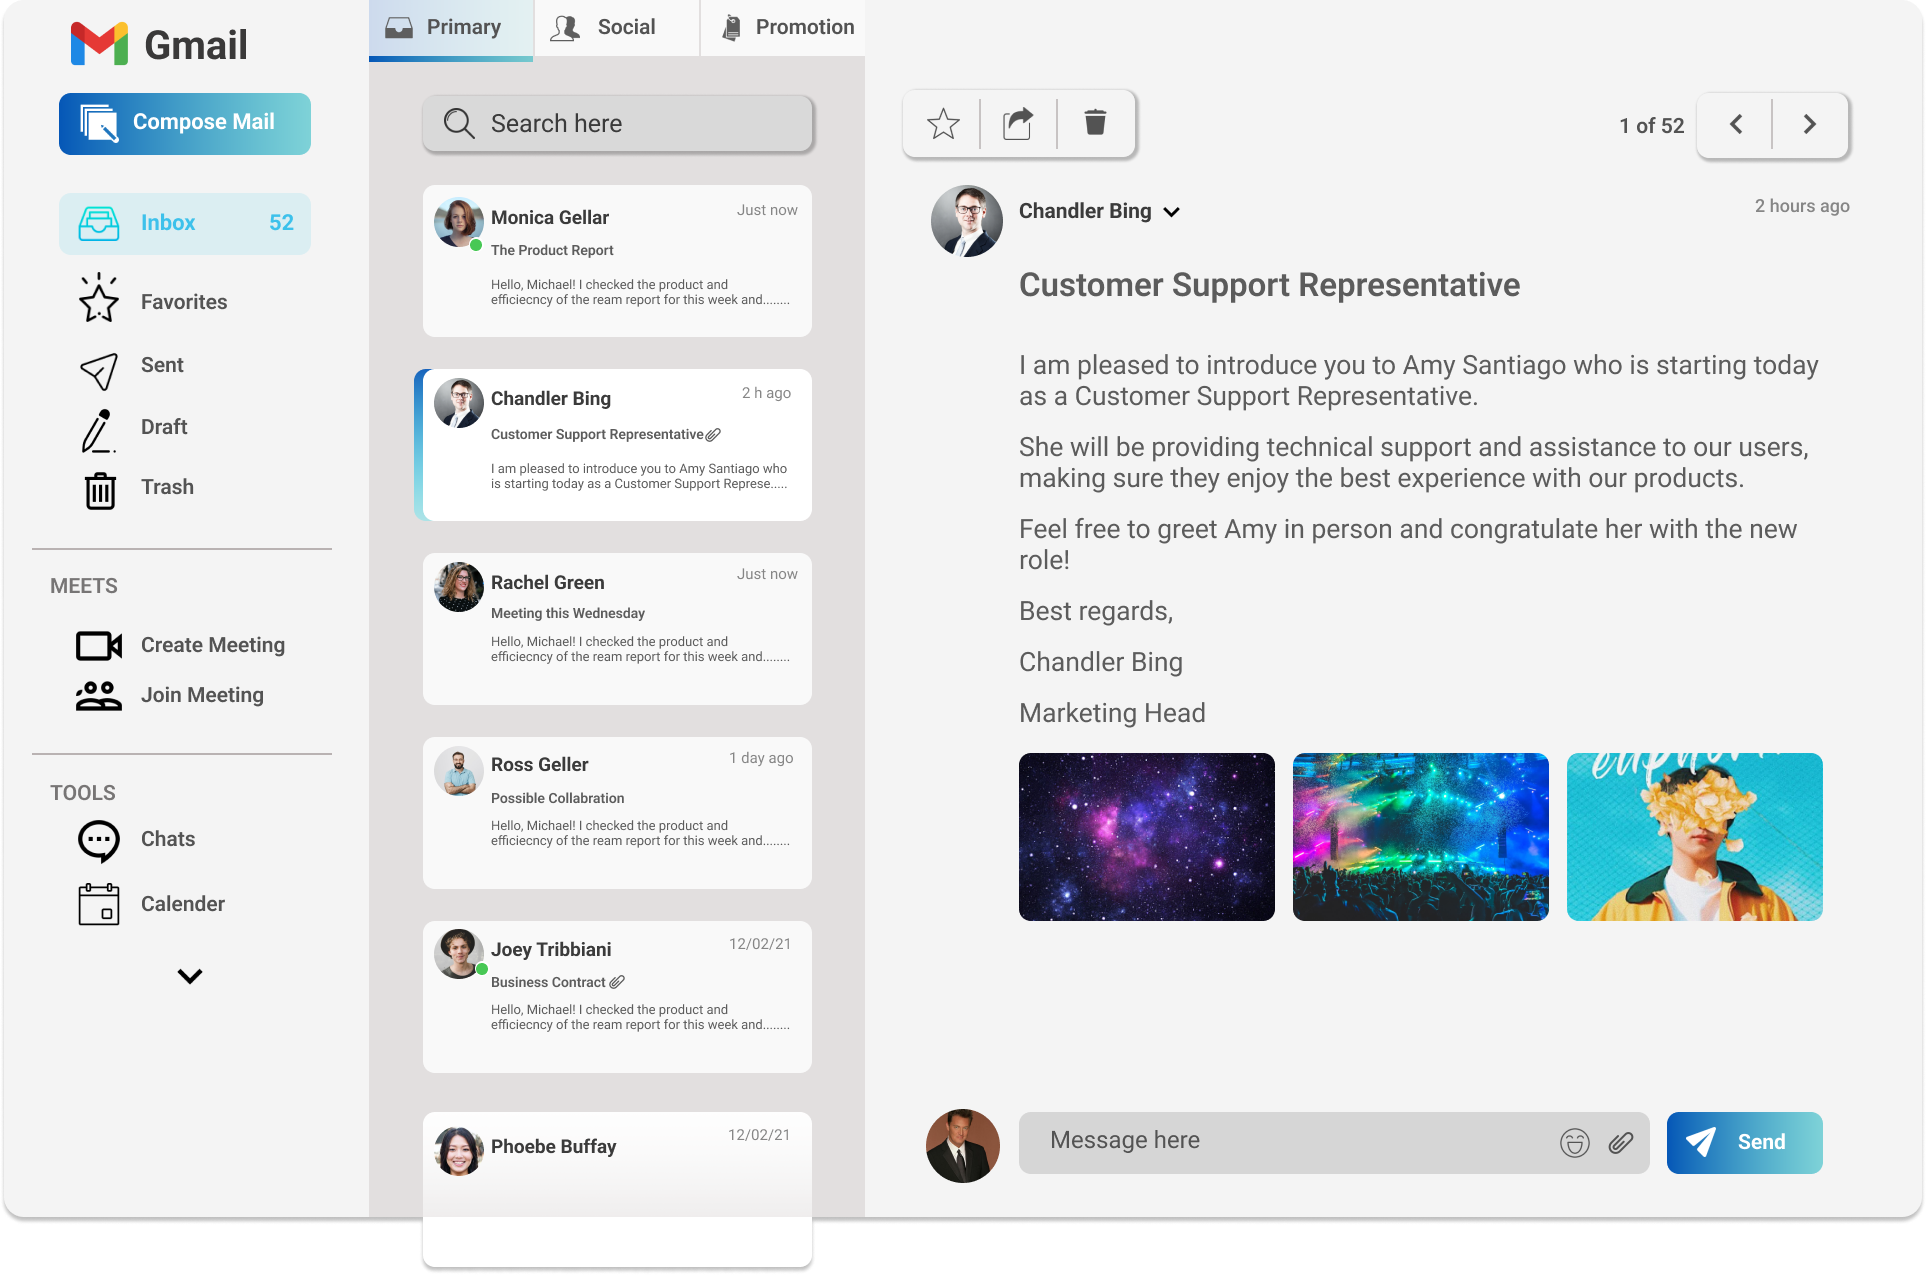 Gmail
Compose Mail
Inbox 52
Favorites
Sent
Draft
Trash
MEETS
Create Meeting
Join Meeting
TOOLS
Chats
Calender
Primary
Social
Promotion
Search here
Monica Gellar
Just now
The Product Report
Hello, Michael! I checked the product and
efficiecncy of the ream report for this week and........
Chandler Bing
2 h ago
Customer Support Representative
I am pleased to introduce you to Amy Santiago who
is starting today as a Customer Support Represe.....
Rachel Green
Just now
Meeting this Wednesday
Hello, Michael! I checked the product and
efficiecncy of the ream report for this week and........
Ross Geller
1 day ago
Possible Collabration
Hello, Michael! I checked the product and
efficiecncy of the ream report for this week and........
Joey Tribbiani
12/02/21
Business Contract
Hello, Michael! I checked the product and
efficiecncy of the ream report for this week and........
Phoebe Buffay
12/02/21
1 of 52
Chandler Bing
2 hours ago
Customer Support Representative
I am pleased to introduce you to Amy Santiago who is starting today
as a Customer Support Representative.
She will be providing technical support and assistance to our users,
making sure they enjoy the best experience with our products.
Feel free to greet Amy in person and congratulate her with the new
role!
Best regards,
Chandler Bing
Marketing Head
Message here
Send